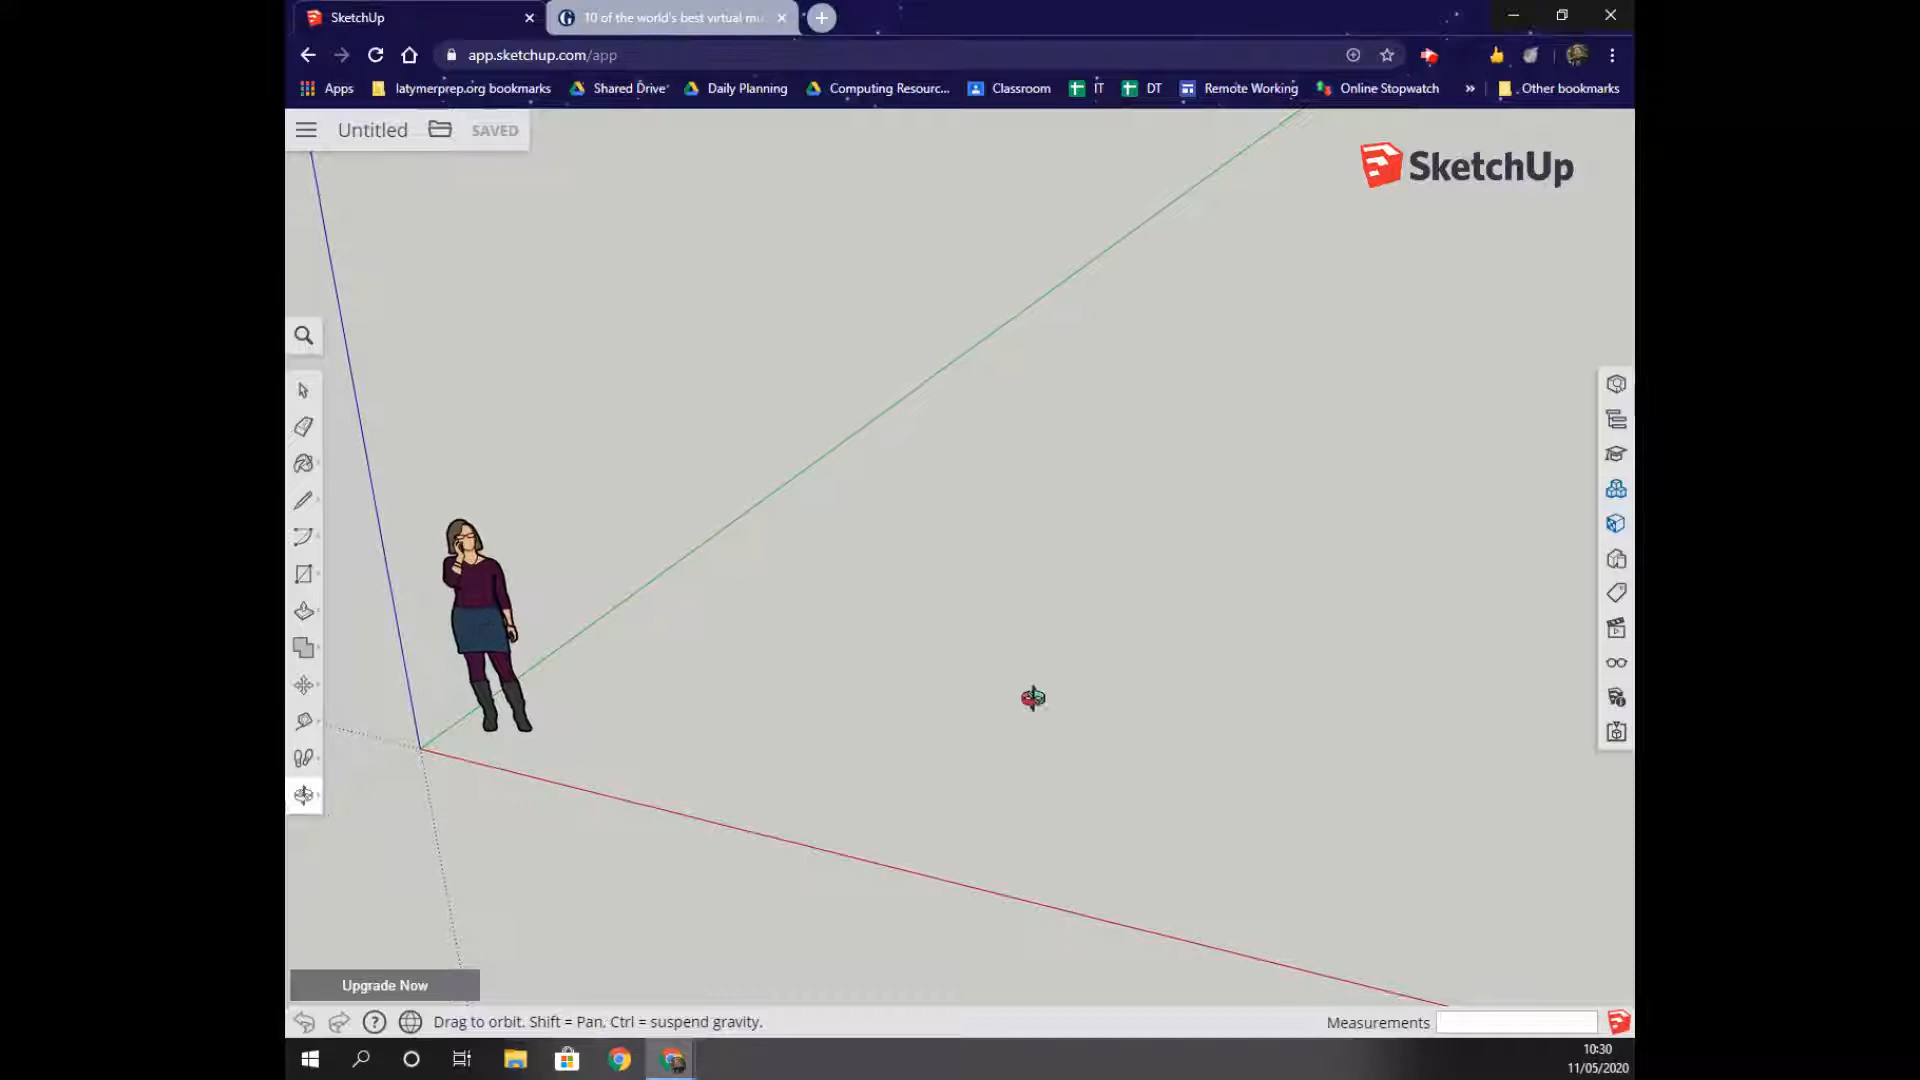 SketchUp
10 of the world's best virtual mu
app.sketchup.com/app
Apps latymerprep.org bookmarks Shared Drive Daily Planning Computing Resourc... Classroom IT DT Remote Working Online Stopwatch » Other bookmarks
Untitled SAVED
SketchUp
Upgrade Now
Drag to orbit. Shift = Pan, Ctrl = suspend gravity.
Measurements
10:30
11/05/2020